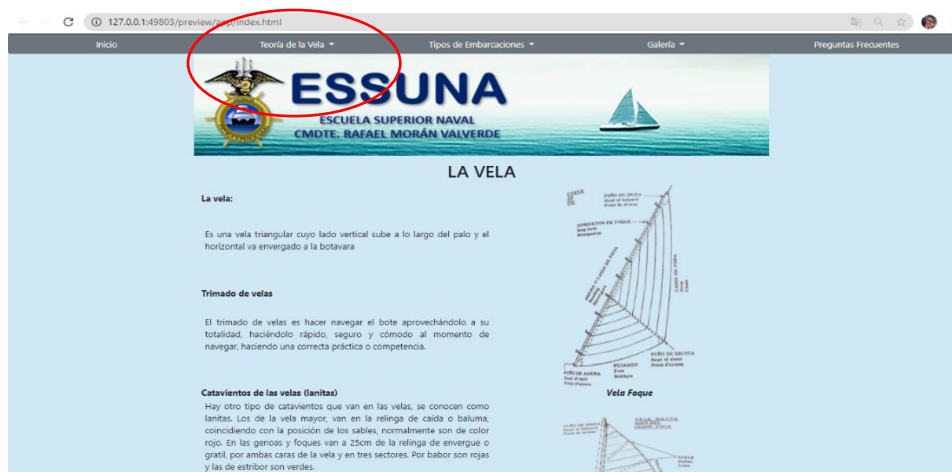 127.0.0.1:49803/preview/app/index.html
Inicio
Teoría de la Vela
Tipos de Embarcaciones
Galería
Preguntas Frecuentes
ESSUNA
ESCUELA SUPERIOR NAVAL
CMDTE. RAFAEL MORÁN VALVERDE
LA VELA
La vela:
Es una vela triangular cuyo lado vertical sube a lo largo del palo y el
horizontal va envergado a la botavara
Trimado de velas
El trimado de velas es hacer navegar el bote aprovechándolo a su
totalidad, haciéndolo rápido, seguro y cómodo al momento de
navegar, haciendo una correcta práctica o competencia.
Catavientos de las velas (lanitas)
Hay otro tipo de catavientos que van en las velas, se conocen como
lanitas. Los de la vela mayor, van en la relinga de caída o baluma,
coincidiendo con la posición de los sables, normalmente son de color
rojo. En las genoas y foques van a 25cm de la relinga de envergue o
gratil, por ambas caras de la vela y en tres sectores. Por babor son rojas
y las de estribor son verdes.
PUÑO DE ESCOTA
PUÑO DE AMURA
PUJAMEN
Vela Foque